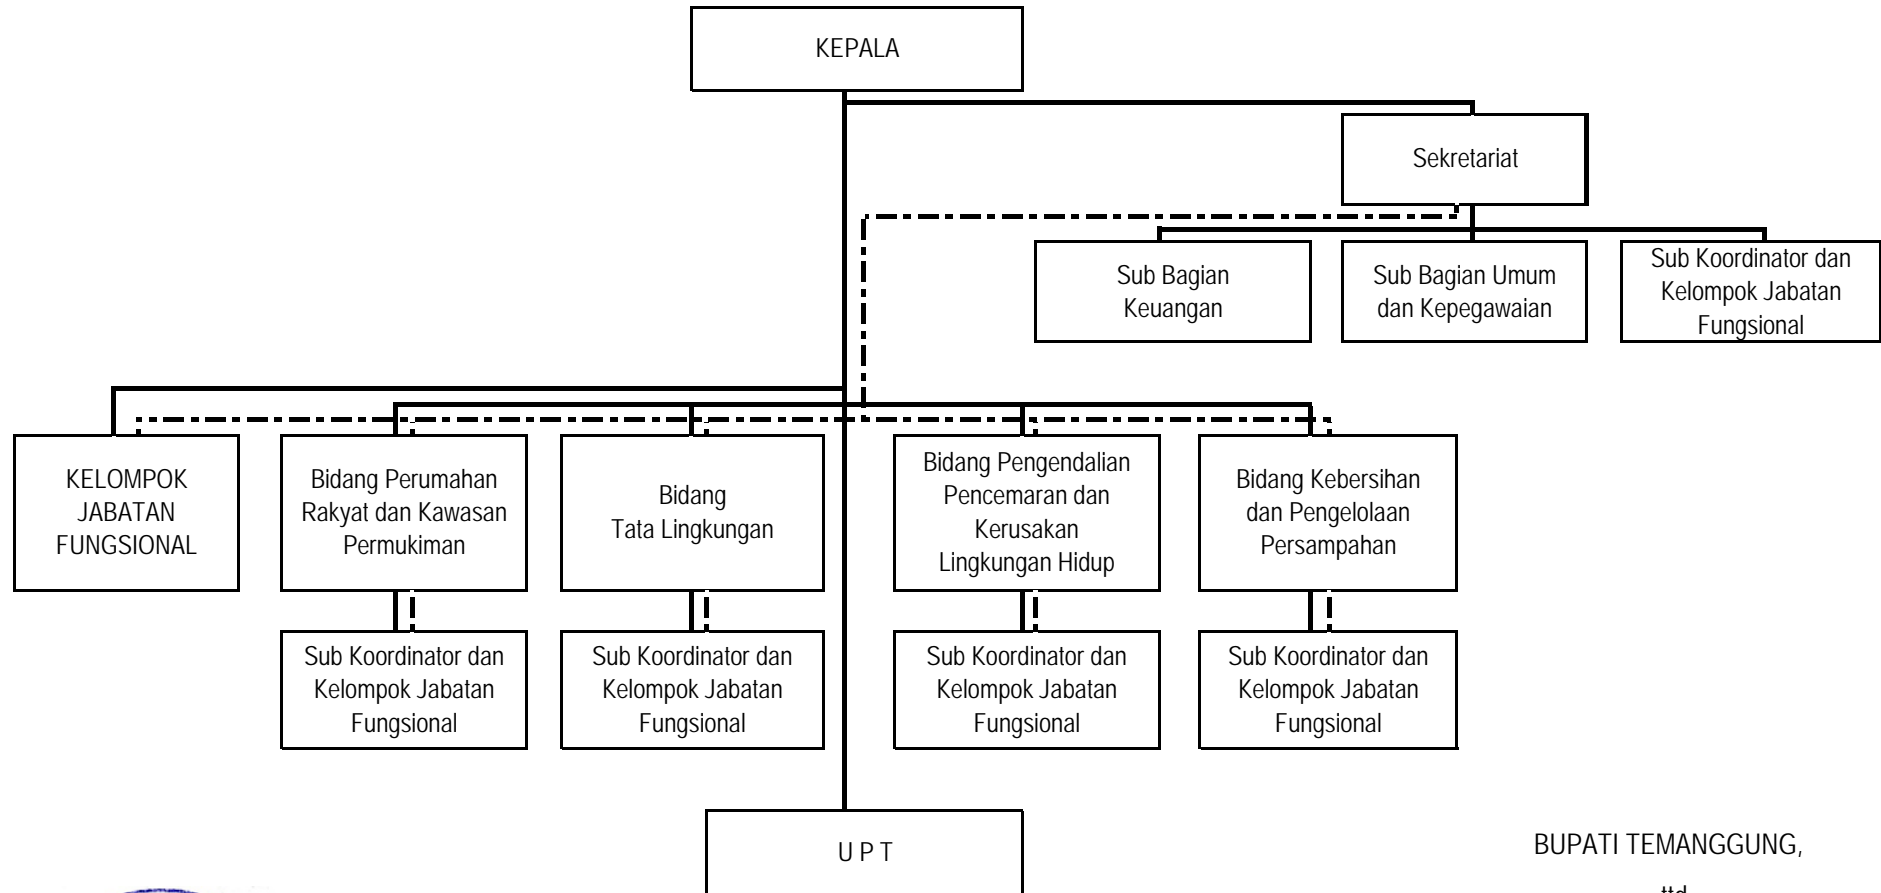 KEPALA
Sekretariat
Sub Bagian
Keuangan
Sub Bagian Umum
dan Kepegawaian
Sub Koordinator dan
Kelompok Jabatan
Fungsional
KELOMPOK
JABATAN
FUNGSIONAL
Bidang Perumahan
Rakyat dan Kawasan
Permukiman
Bidang
Tata Lingkungan
Bidang Pengendalian
Pencemaran dan
Kerusakan
Lingkungan Hidup
Bidang Kebersihan
dan Pengelolaan
Persampahan
Sub Koordinator dan
Kelompok Jabatan
Fungsional
Sub Koordinator dan
Kelompok Jabatan
Fungsional
Sub Koordinator dan
Kelompok Jabatan
Fungsional
Sub Koordinator dan
Kelompok Jabatan
Fungsional
U P T
BUPATI TEMANGGUNG,
ttd